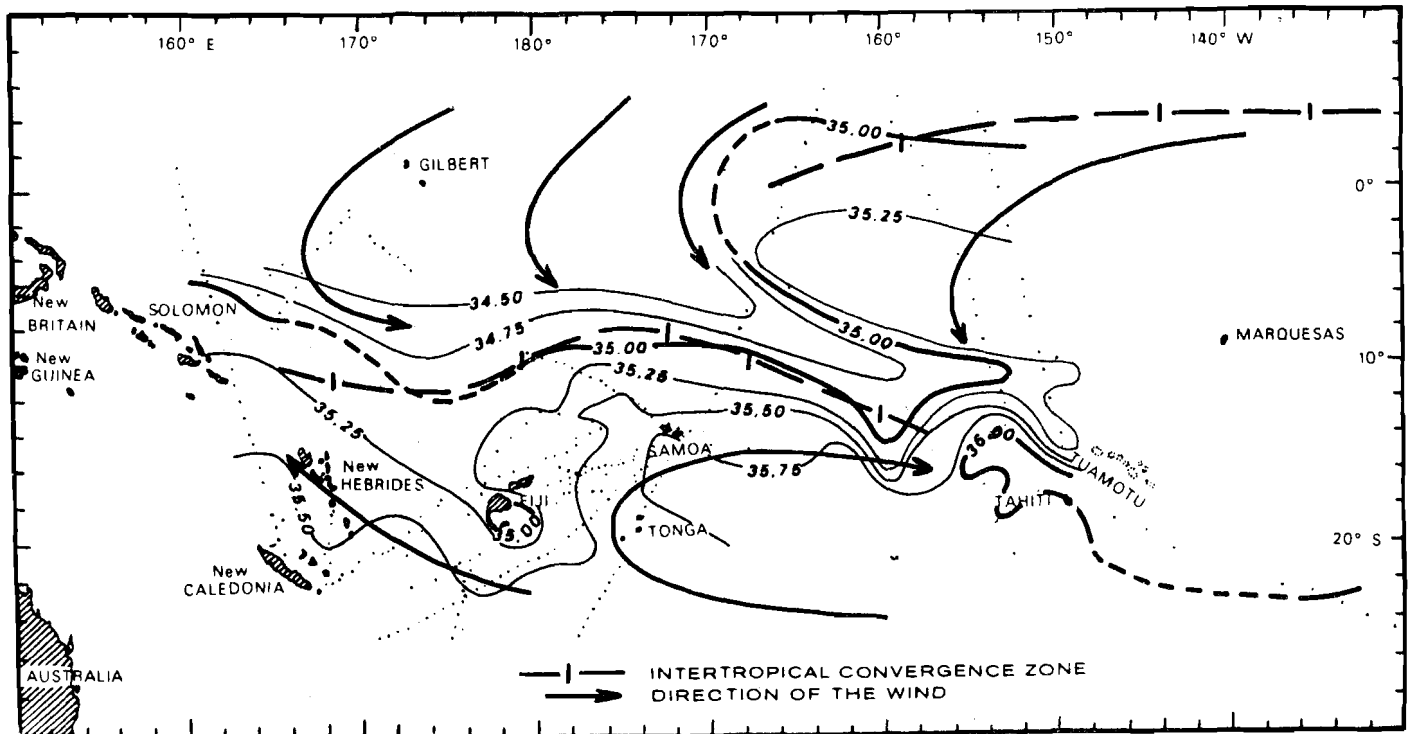 160° E 170° 180° 170° 160° 150° 140° W
35.00
GILBERT
0°
35.25
34.50
SOLOMON
New
BRITAIN
34.75
35.00
35.00
MARQUESAS
New
GUINEA
10°
35.25
35.25
35.50
36.00
SAMOA
35.75
TUAMOTU
New
HEBRIDES
35.50
FIJI
35.00
TAHITI
TONGA
20° S
New
CALEDONIA
AUSTRALIA
INTERTROPICAL CONVERGENCE ZONE
DIRECTION OF THE WIND